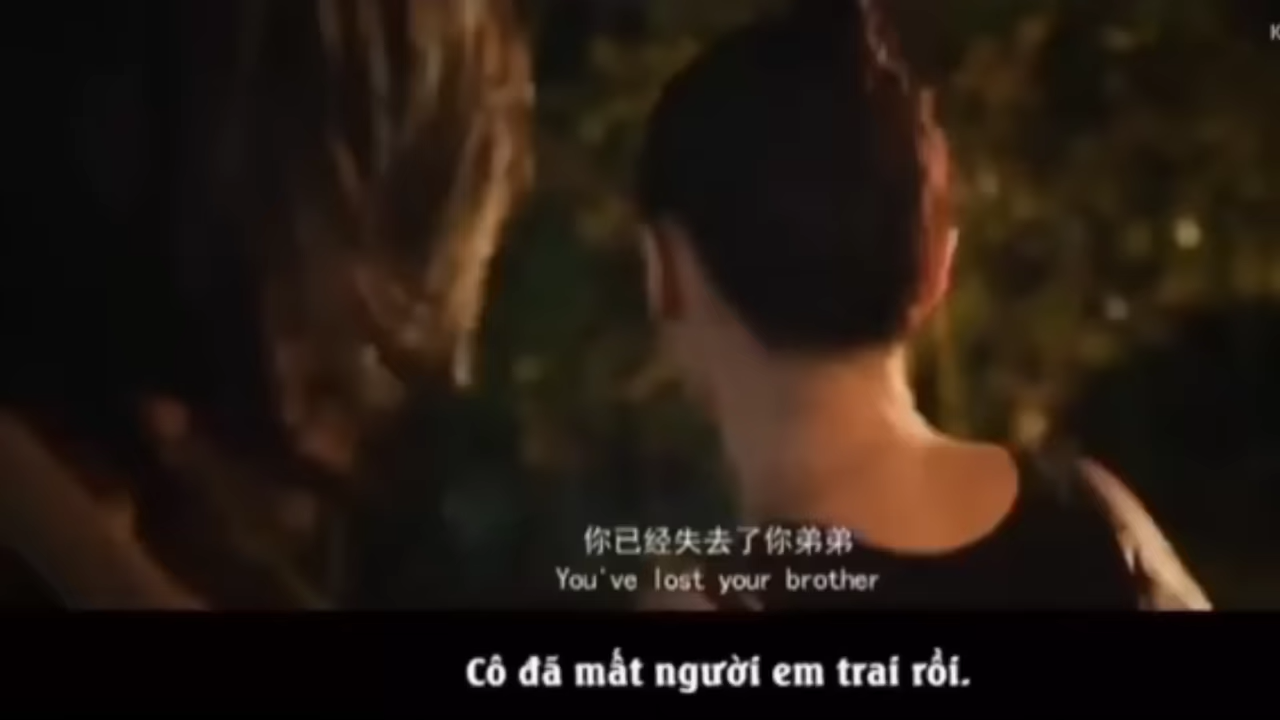 K
你已经失去了你弟弟
You've lost your brother
Cô đã mất người em trai rồi.